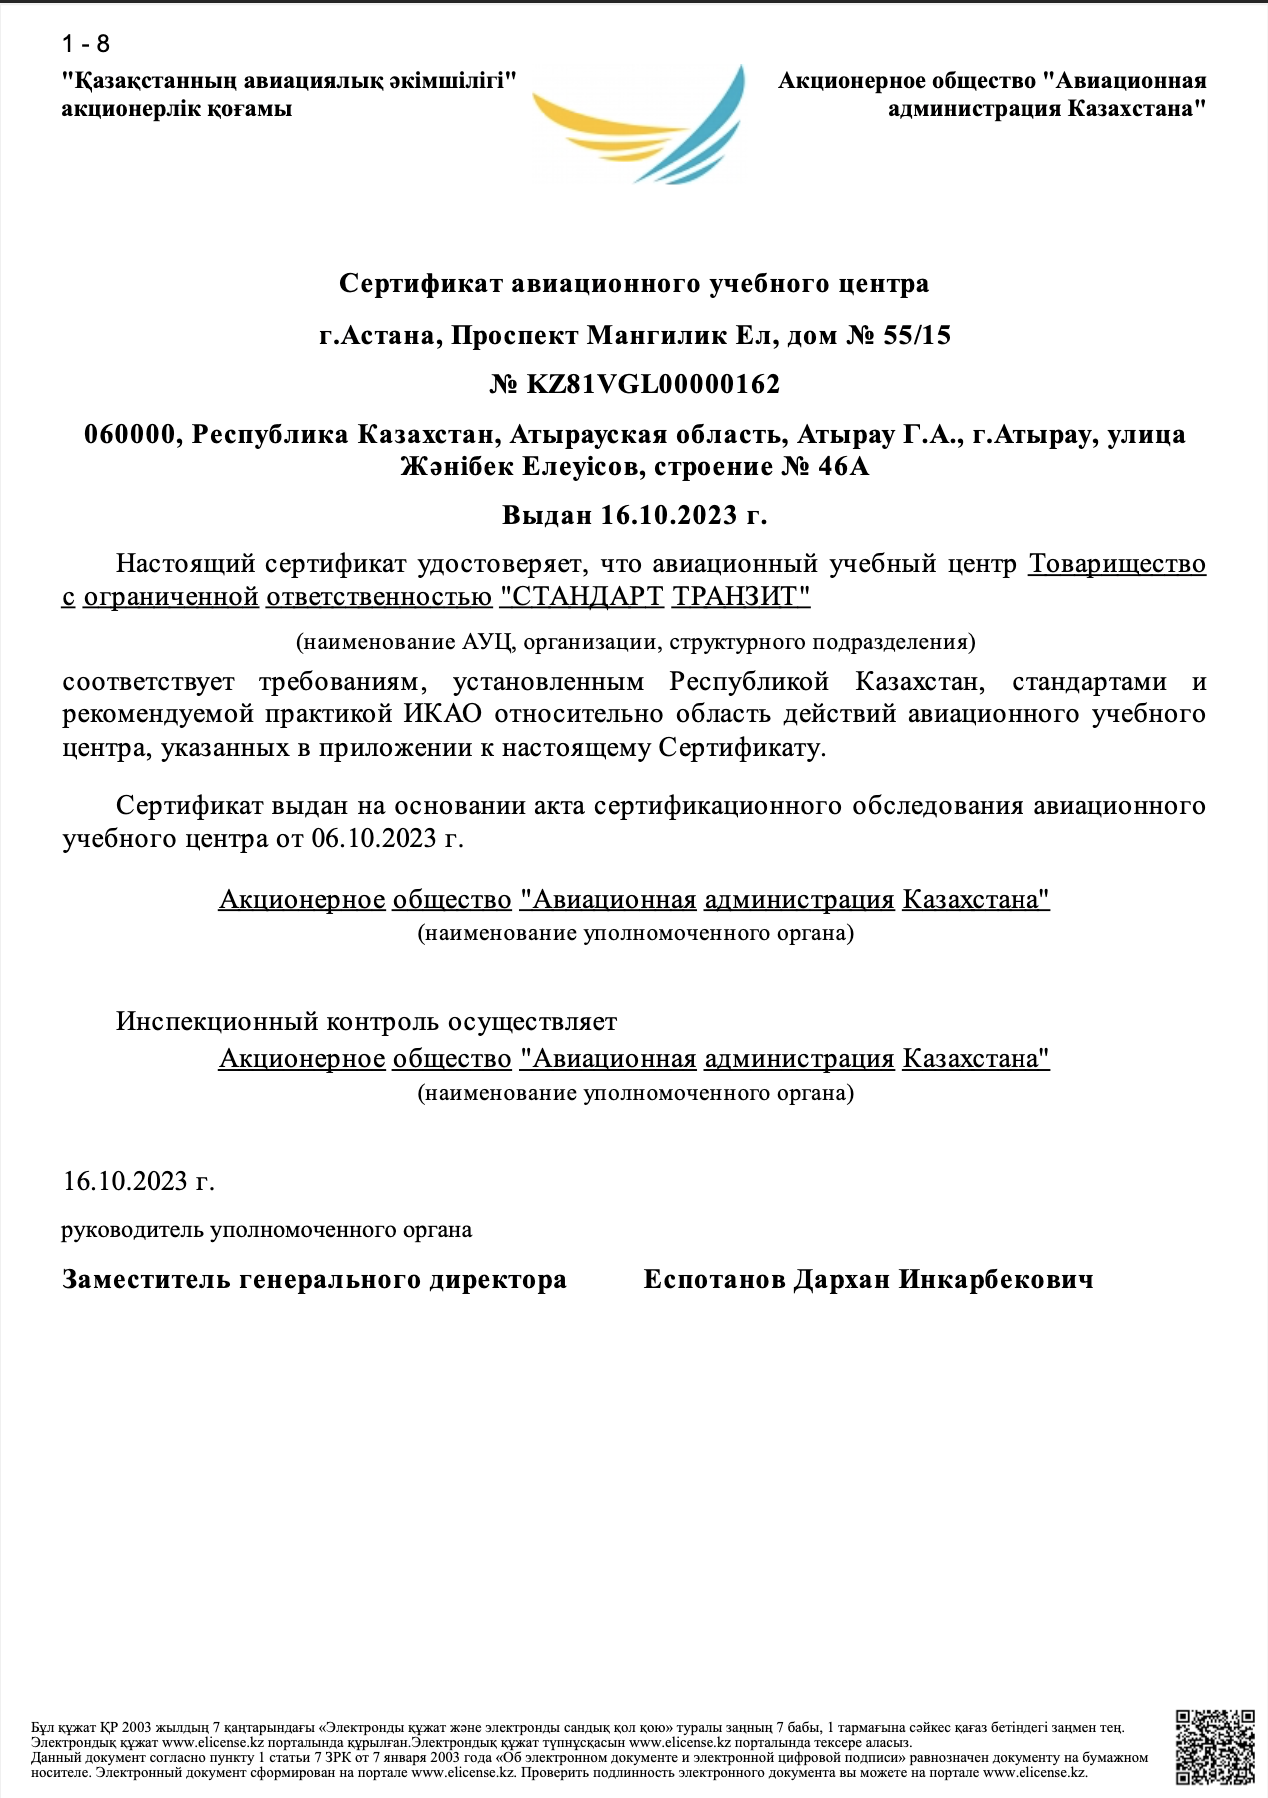 1 - 8
"Қазақстанның авиациялық әкімшілігі"
акционерлік қоғамы
Акционерное общество "Авиационная
администрация Казахстана"
Сертификат авиационного учебного центра
г.Астана, Проспект Мангилик Ел, дом № 55/15
№ KZ81VGL00000162
060000, Республика Казахстан, Атырауская область, Атырау Г.А., г.Атырау, улица
Жәнібек Елеуісов, строение № 46А
Выдан 16.10.2023 г.
Настоящий сертификат удостоверяет, что авиационный учебный центр Товарищество
с ограниченной ответственностью "СТАНДАРТ ТРАНЗИТ"
(наименование АУЦ, организации, структурного подразделения)
соответствует требованиям, установленным Республикой Казахстан, стандартами и
рекомендуемой практикой ИКАО относительно область действий авиационного учебного
центра, указанных в приложении к настоящему Сертификату.
Сертификат выдан на основании акта сертификационного обследования авиационного
учебного центра от 06.10.2023 г.
Акционерное общество "Авиационная администрация Казахстана"
(наименование уполномоченного органа)
Инспекционный контроль осуществляет
Акционерное общество "Авиационная администрация Казахстана"
(наименование уполномоченного органа)
16.10.2023 г.
руководитель уполномоченного органа
Заместитель генерального директора Еспотанов Дархан Инкарбекович
Бұл құжат ҚР 2003 жылдың 7 қаңтарындағы «Электронды құжат және электронды сандық қол қою» туралы заңның 7 бабы, 1 тармағына сәйкес қағаз бетіндегі заңмен тең.
Электрондық құжат www.elicense.kz порталында құрылған.Электрондық құжат түпнұсқасын www.elicense.kz порталында тексере аласыз.
Данный документ согласно пункту 1 статьи 7 ЗРК от 7 января 2003 года «Об электронном документе и электронной цифровой подписи» равнозначен документу на бумажном
носителе. Электронный документ сформирован на портале www.elicense.kz. Проверить подлинность электронного документа вы можете на портале www.elicense.kz.